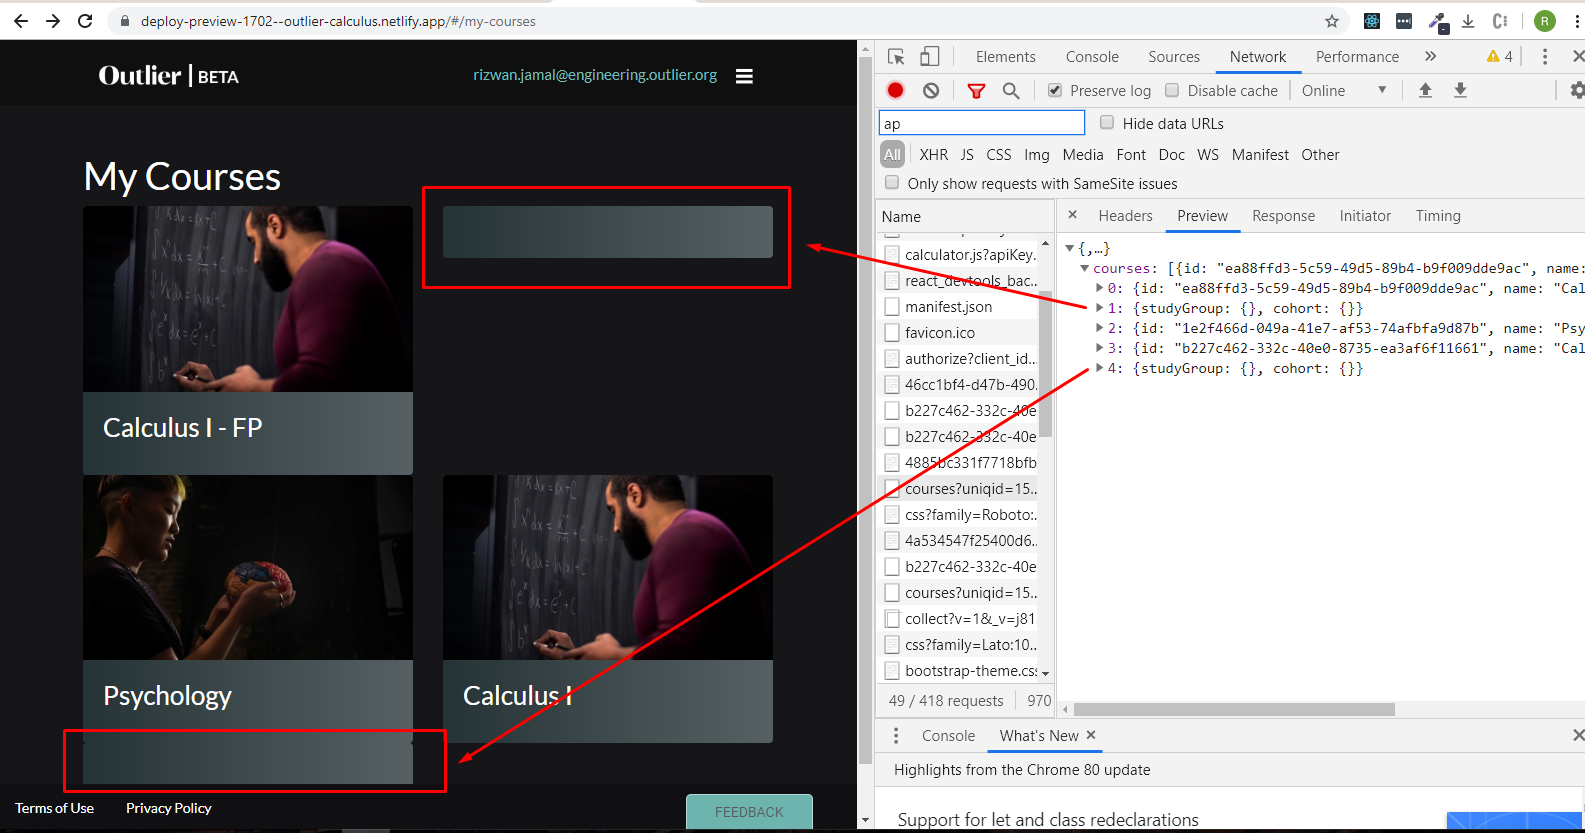 deploy-preview-1702--outlier-calculus.netlify.app/#/my-courses
R
Outlier | BETA
rizwan.jamal@engineering.outlier.org
My Courses
Calculus I - FP
Psychology
Calculus I
Terms of Use
Privacy Policy
FEEDBACK
Elements
Console
Sources
Network
Performance
4
Preserve log
Disable cache
Online
ap
Hide data URLs
All
XHR
JS
CSS
Img
Media
Font
Doc
WS
Manifest
Other
Only show requests with SameSite issues
Name
Headers
Preview
Response
Initiator
Timing
calculator.js?apiKey...
react_devtools_bac...
manifest.json
favicon.ico
authorize?client_id...
46cc1bf4-d47b-490...
b227c462-332c-40e
b227c462-332c-40e
4885bc331f7718bfb
courses?uniqid=15...
css?family=Roboto:...
4a534547f25400d6...
b227c462-332c-40e
courses?uniqid=15...
collect?v=1&_v=j81
css?family=Lato:10...
bootstrap-theme.css
49 / 418 requests
970
{,…}
courses: [{id: "ea88ffd3-5c59-49d5-89b4-b9f009dde9ac", name:
0: {id: "ea88ffd3-5c59-49d5-89b4-b9f009dde9ac", name: "Cal
1: {studyGroup: {}, cohort: {}}
2: {id: "1e2f466d-049a-41e7-af53-74afbfa9d87b", name: "Psy
3: {id: "b227c462-332c-40e0-8735-ea3af6f11661", name: "Cal
4: {studyGroup: {}, cohort: {}}
Console
What's New
Highlights from the Chrome 80 update
Support for let and class redeclarations